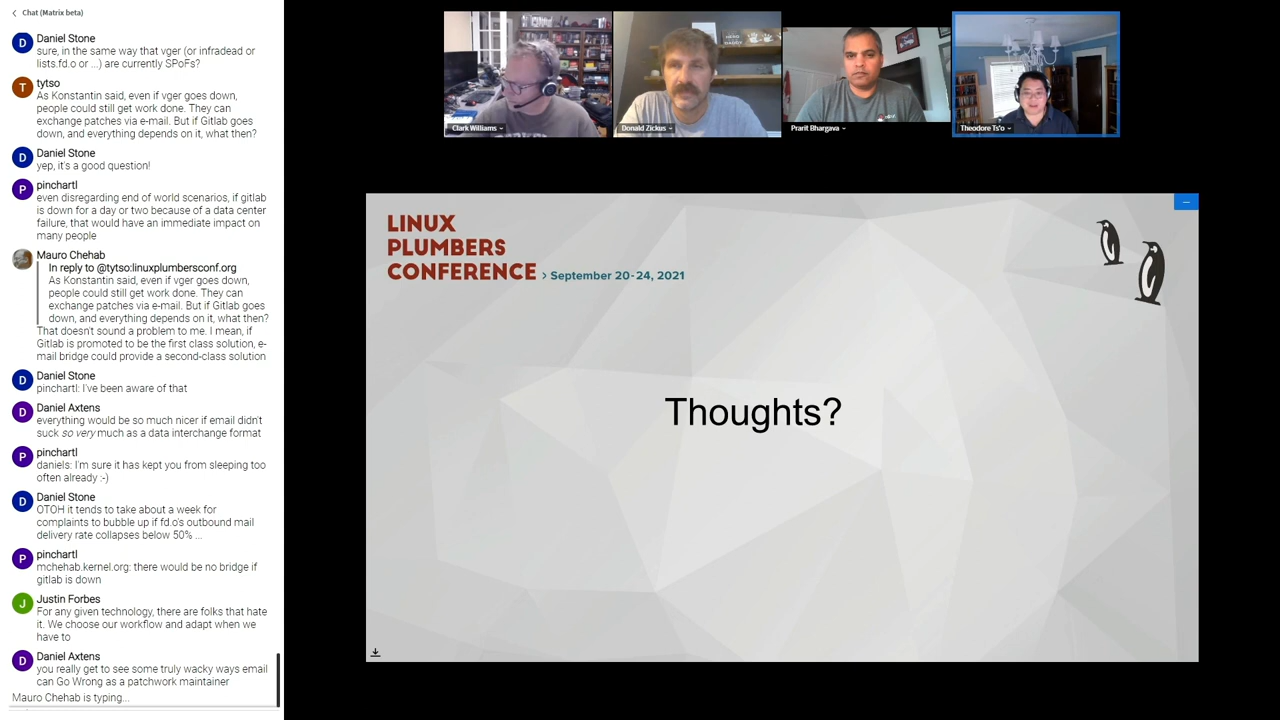 Chat (Matrix beta)
D
Daniel Stone
sure, in the same way that vger (or infradead or
lists.fd.o or ...) are currently SPoFs?
T
tytso
As Konstantin said, even if vger goes down,
people could still get work done. They can
exchange patches via e-mail. But if Gitlab goes
down, and everything depends on it, what then?
D
Daniel Stone
yep, it's a good question!
P
pinchartl
even disregarding end of world scenarios, if gitlab
is down for a day or two because of a data center
failure, that would have an immediate impact on
many people
Mauro Chehab
In reply to @tytso:linuxplumbersconf.org
As Konstantin said, even if vger goes down,
people could still get work done. They can
exchange patches via e-mail. But if Gitlab goes
down, and everything depends on it, what then?
That doesn't sound a problem to me. I mean, if
Gitlab is promoted to be the first class solution, e-
mail bridge could provide a second-class solution
D
Daniel Stone
pinchartl: I've been aware of that
D
Daniel Axtens
everything would be so much nicer if email didn't
suck so very much as a data interchange format
P
pinchartl
daniels: I'm sure it has kept you from sleeping too
often already :-)
D
Daniel Stone
OTOH it tends to take about a week for
complaints to bubble up if fd.o's outbound mail
delivery rate collapses below 50% ...
P
pinchartl
mchehab.kernel.org: there would be no bridge if
gitlab is down
J
Justin Forbes
For any given technology, there are folks that hate
it. We choose our workflow and adapt when we
have to
D
Daniel Axtens
you really get to see some truly wacky ways email
can Go Wrong as a patchwork maintainer
Mauro Chehab is typing...
Clark Williams
Donald Zickus
Prarit Bhargava
Theodore Ts'o
LINUX
PLUMBERS
CONFERENCE > September 20-24, 2021
Thoughts?